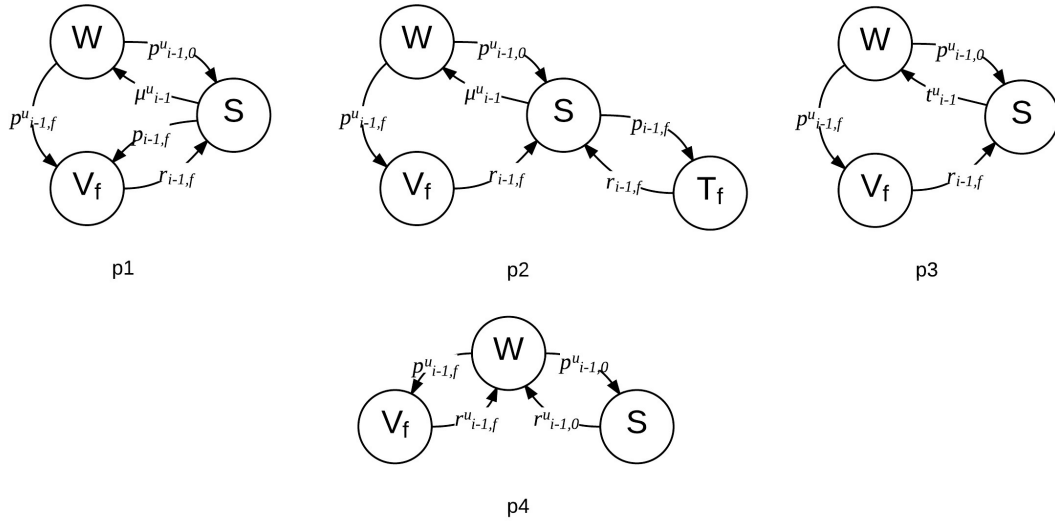 W
p^u_{i-1,0}
S
μ^u_{i-1}
p^u_{i-1,f}
p_{i-1,f}
V_f
r_{i-1,f}
p1
W
p^u_{i-1,0}
S
μ^u_{i-1}
p^u_{i-1,f}
p_{i-1,f}
V_f
r_{i-1,f}
r_{i-1,f}
T_f
p2
W
p^u_{i-1,0}
S
t^u_{i-1}
p^u_{i-1,f}
V_f
r_{i-1,f}
p3
W
p^u_{i-1,f}
p^u_{i-1,0}
V_f
r^u_{i-1,f}
r^u_{i-1,0}
S
p4